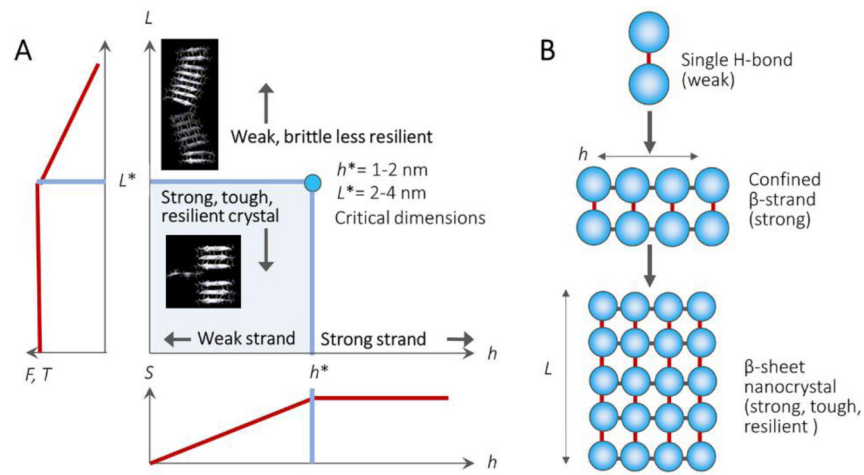 A
L
Weak, brittle less resilient
h* = 1-2 nm
L* = 2-4 nm
Critical dimensions
L*
Strong, tough,
resilient crystal
Weak strand
Strong strand
h
F, T
S
h*
h
B
Single H-bond
(weak)
h
Confined
β-strand
(strong)
L
β-sheet
nanocrystal
(strong, tough,
resilient )